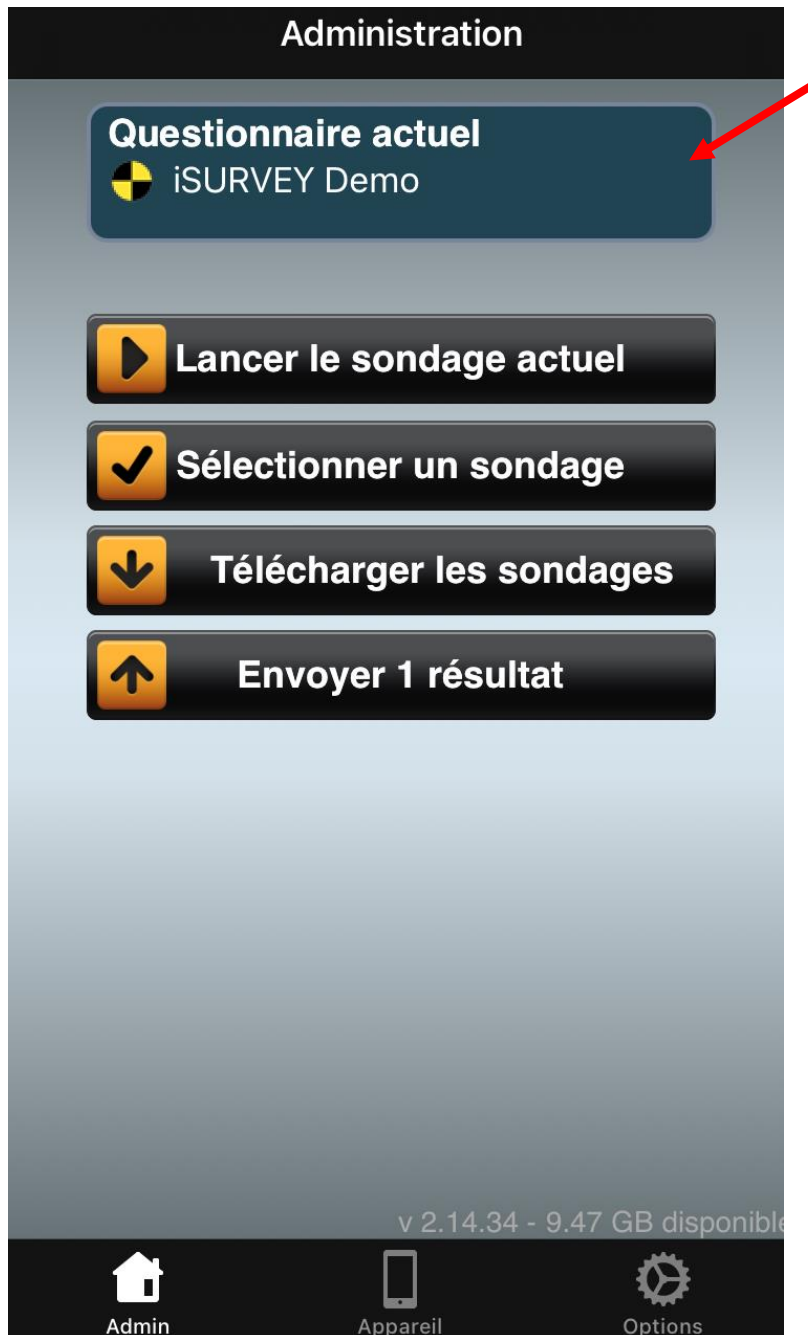 Administration
Questionnaire actuel
iSURVEY Demo
Lancer le sondage actuel
Sélectionner un sondage
Télécharger les sondages
Envoyer 1 résultat
v 2.14.34 - 9.47 GB disponible
Admin
Appareil
Options